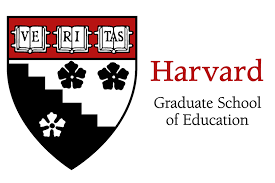 VE RI TAS
Harvard
Graduate School
of Education